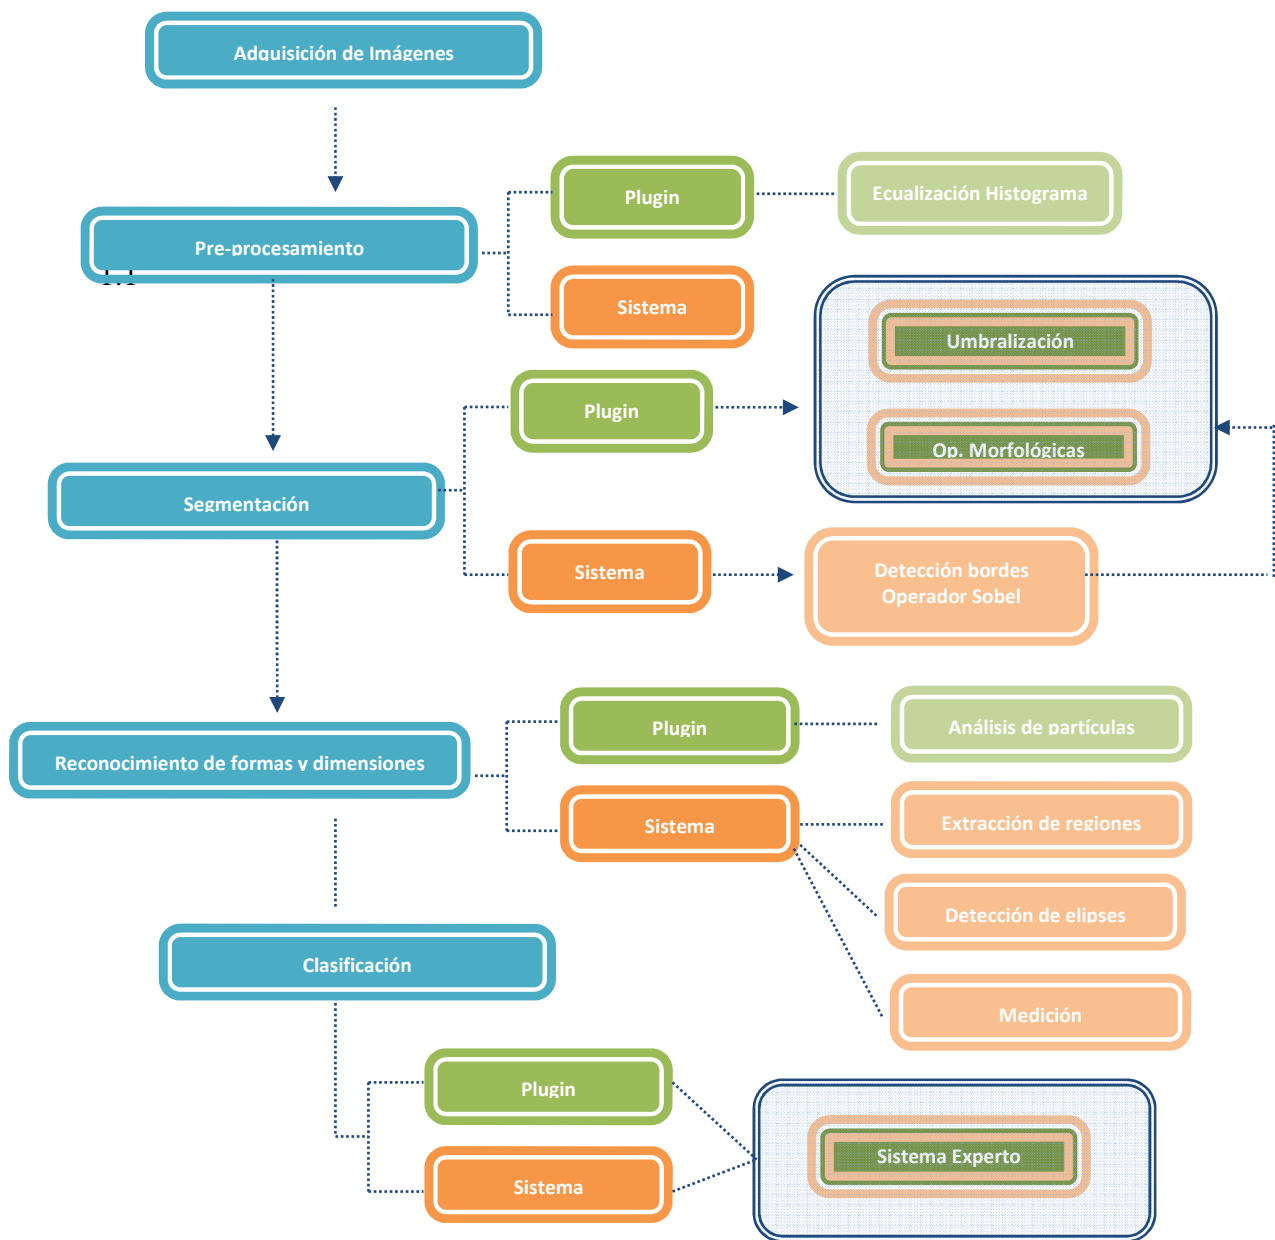 Adquisición de Imágenes
Plugin
Ecualización Histograma
Pre-procesamiento
Sistema
Umbralización
Plugin
Op. Morfológicas
Segmentación
Sistema
Detección bordes
Operador Sobel
Plugin
Análisis de partículas
Reconocimiento de formas y dimensiones
Sistema
Extracción de regiones
Detección de elipses
Clasificación
Medición
Plugin
Sistema Experto
Sistema